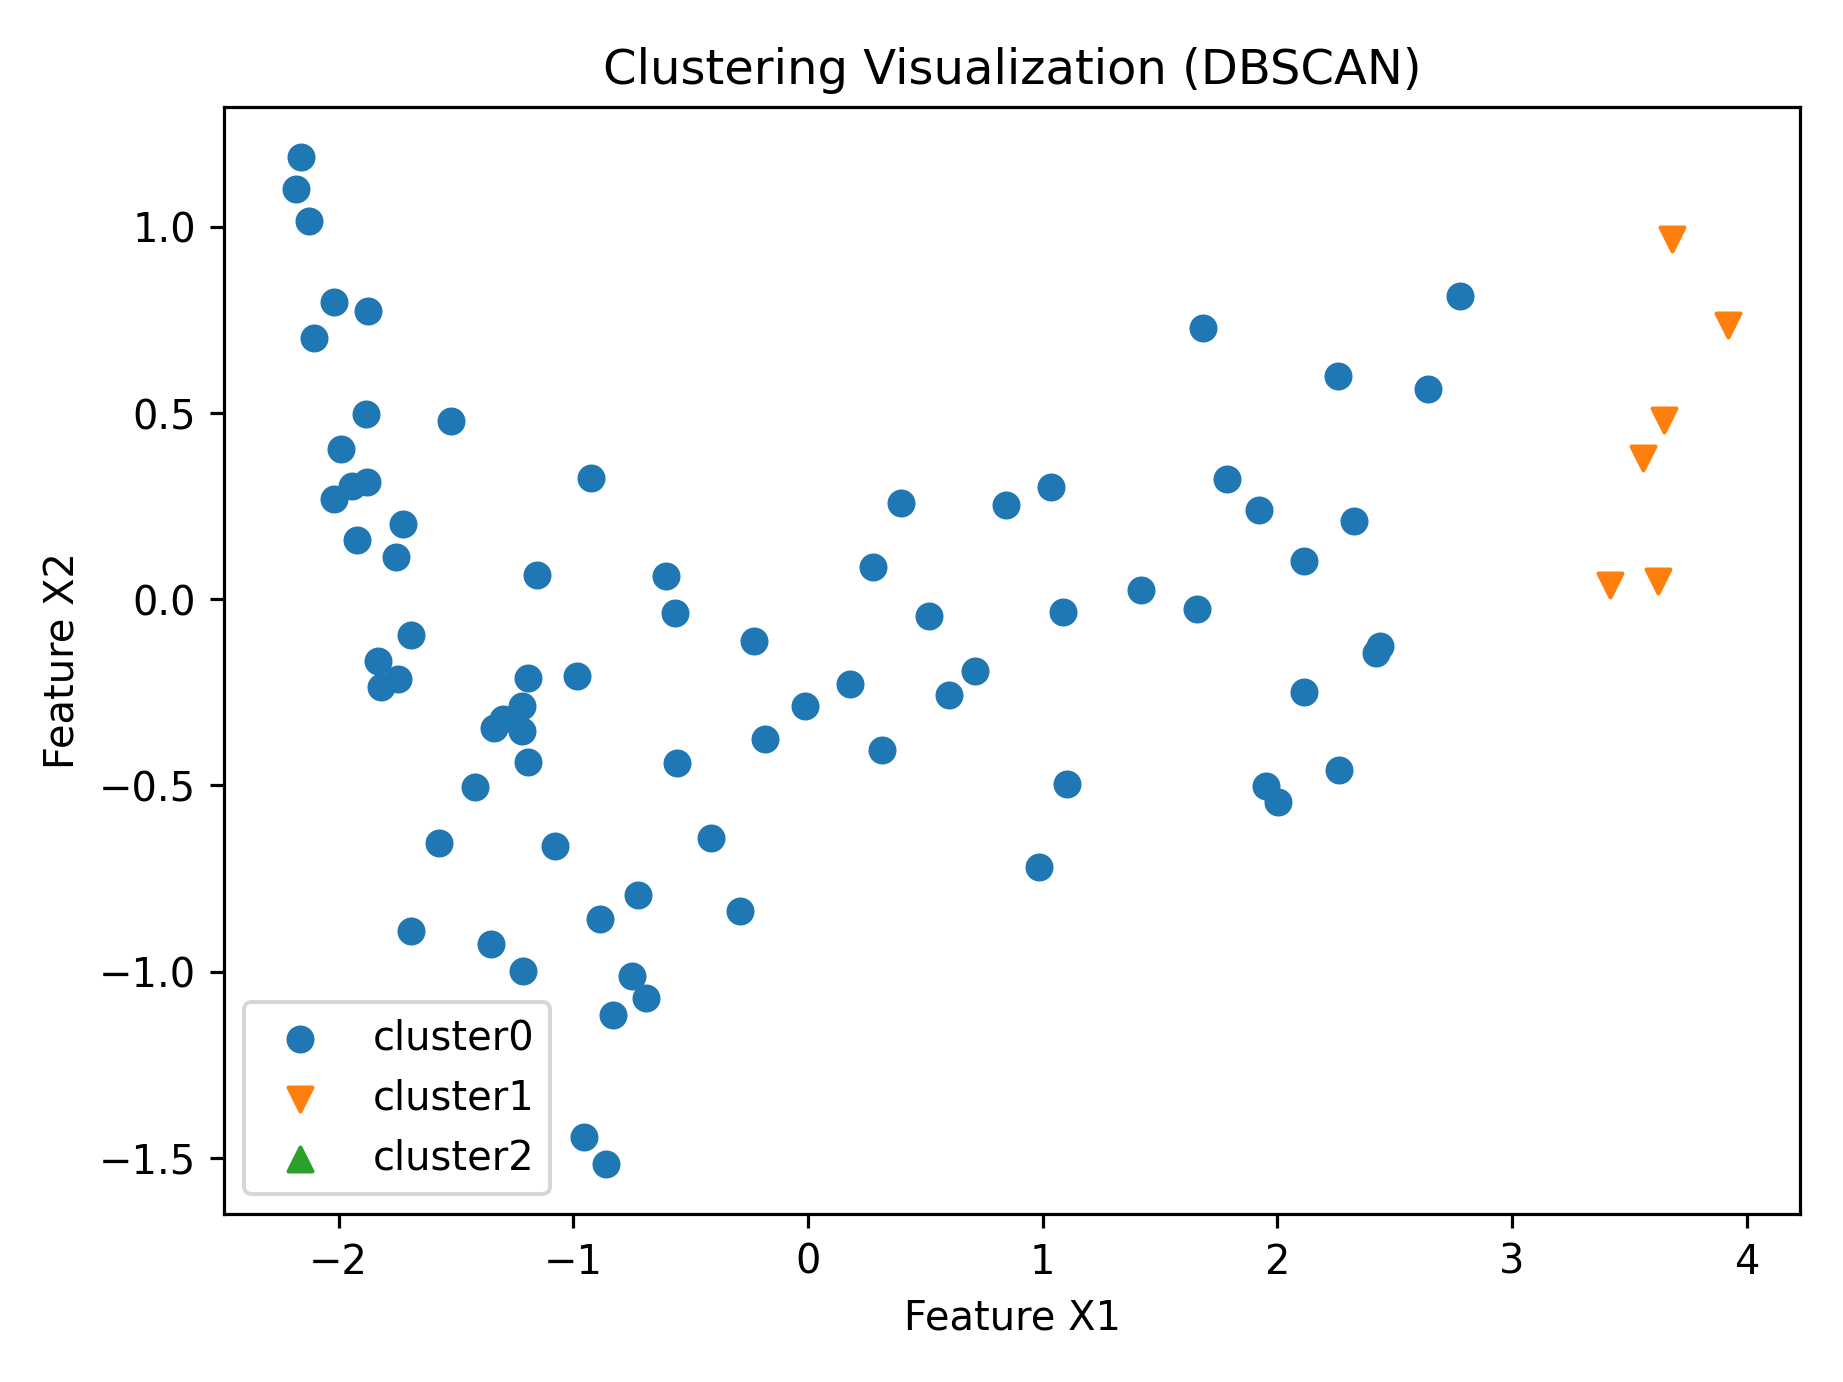 Clustering Visualization (DBSCAN)
1.0
0.5
0.0
−0.5
−1.0
−1.5
Feature X2
cluster0
cluster1
cluster2
−2 −1 0 1 2 3 4
Feature X1